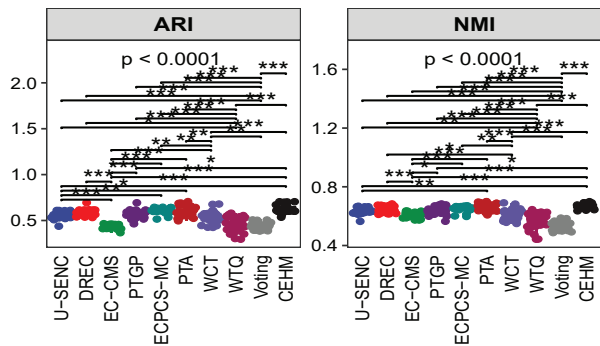 ARI
p < 0.0001
2.0
1.5
1.0
0.5
U−SENC
DREC
EC−CMS
PTGP
ECPCS−MC
PTA
WCT
WTQ
Voting
CEHM
NMI
p < 0.0001
1.6
1.2
0.8
0.4
U−SENC
DREC
EC−CMS
PTGP
ECPCS−MC
PTA
WCT
WTQ
Voting
CEHM